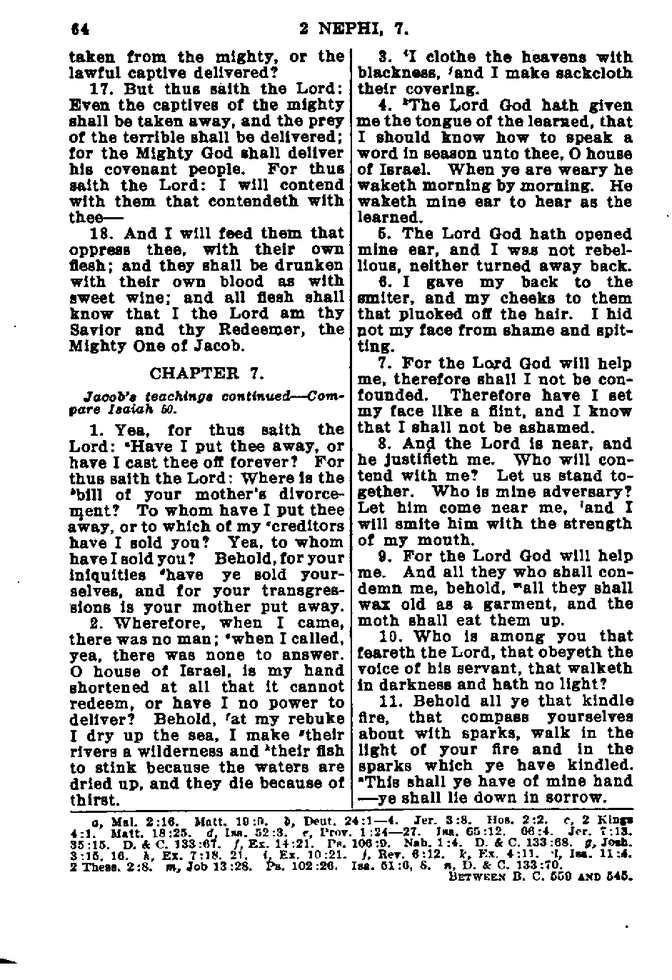 64
2 NEPHI, 7.
taken from the mighty, or the
lawful captive delivered?
17. But thus saith the Lord:
Even the captives of the mighty
shall be taken away, and the prey
of the terrible shall be delivered;
for the Mighty God shall deliver
his covenant people. For thus
saith the Lord: I will contend
with them that contendeth with
thee—
18. And I will feed them that
oppress thee, with their own
flesh; and they shall be drunken
with their own blood as with
sweet wine; and all flesh shall
know that I the Lord am thy
Savior and thy Redeemer, the
Mighty One of Jacob.
CHAPTER 7.
Jacob's teachings continued—Com-
pare Isaiah 50.
1. Yea, for thus saith the
Lord: ᵃHave I put thee away, or
have I cast thee off forever? For
thus saith the Lord: Where is the
ᵇbill of your mother's divorce-
ment? To whom have I put thee
away, or to which of my ᶜcreditors
have I sold you? Yea, to whom
have I sold you? Behold, for your
iniquities ᵈhave ye sold your-
selves, and for your transgres-
sions is your mother put away.
2. Wherefore, when I came,
there was no man; ᵉwhen I called,
yea, there was none to answer.
O house of Israel, is my hand
shortened at all that it cannot
redeem, or have I no power to
deliver? Behold, ᶠat my rebuke
I dry up the sea, I make ᵍtheir
rivers a wilderness and ʰtheir fish
to stink because the waters are
dried up, and they die because of
thirst.
3. ⁱI clothe the heavens with
blackness, ʲand I make sackcloth
their covering.
4. ᵏThe Lord God hath given
me the tongue of the learned, that
I should know how to speak a
word in season unto thee, O house
of Israel. When ye are weary he
waketh morning by morning. He
waketh mine ear to hear as the
learned.
5. The Lord God hath opened
mine ear, and I was not rebel-
lious, neither turned away back.
6. I gave my back to the
smiter, and my cheeks to them
that plucked off the hair. I hid
not my face from shame and spit-
ting.
7. For the Lord God will help
me, therefore shall I not be con-
founded. Therefore have I set
my face like a flint, and I know
that I shall not be ashamed.
8. And the Lord is near, and
he justifieth me. Who will con-
tend with me? Let us stand to-
gether. Who is mine adversary?
Let him come near me, ˡand I
will smite him with the strength
of my mouth.
9. For the Lord God will help
me. And all they who shall con-
demn me, behold, ᵐall they shall
wax old as a garment, and the
moth shall eat them up.
10. Who is among you that
feareth the Lord, that obeyeth the
voice of his servant, that walketh
in darkness and hath no light?
11. Behold all ye that kindle
fire, that compass yourselves
about with sparks, walk in the
light of your fire and in the
sparks which ye have kindled.
ⁿThis shall ye have of mine hand
—ye shall lie down in sorrow.
a, Mal. 2:16. Matt. 19:9. b, Deut. 24:1—4. Jer. 3:8. Hos. 2:2. c, 2 Kings
4:1. Matt. 18:25. d, Isa. 52:3. e, Prov. 1:24—27. Isa. 65:12. 66:4. Jer. 7:13.
35:15. D. & C. 133:67. f, Ex. 14:21. Ps. 106:9. Nah. 1:4. D. & C. 133:68. g, Josh.
3:15, 16. h, Ex. 7:18, 21. i, Ex. 10:21. j, Rev. 6:12. k, Ex. 4:11. l, Isa. 11:4.
2 Thess. 2:8. m, Job 13:28. Ps. 102:26. Isa. 51:6, 8. n, D. & C. 133:70.
BETWEEN B. C. 559 AND 545.